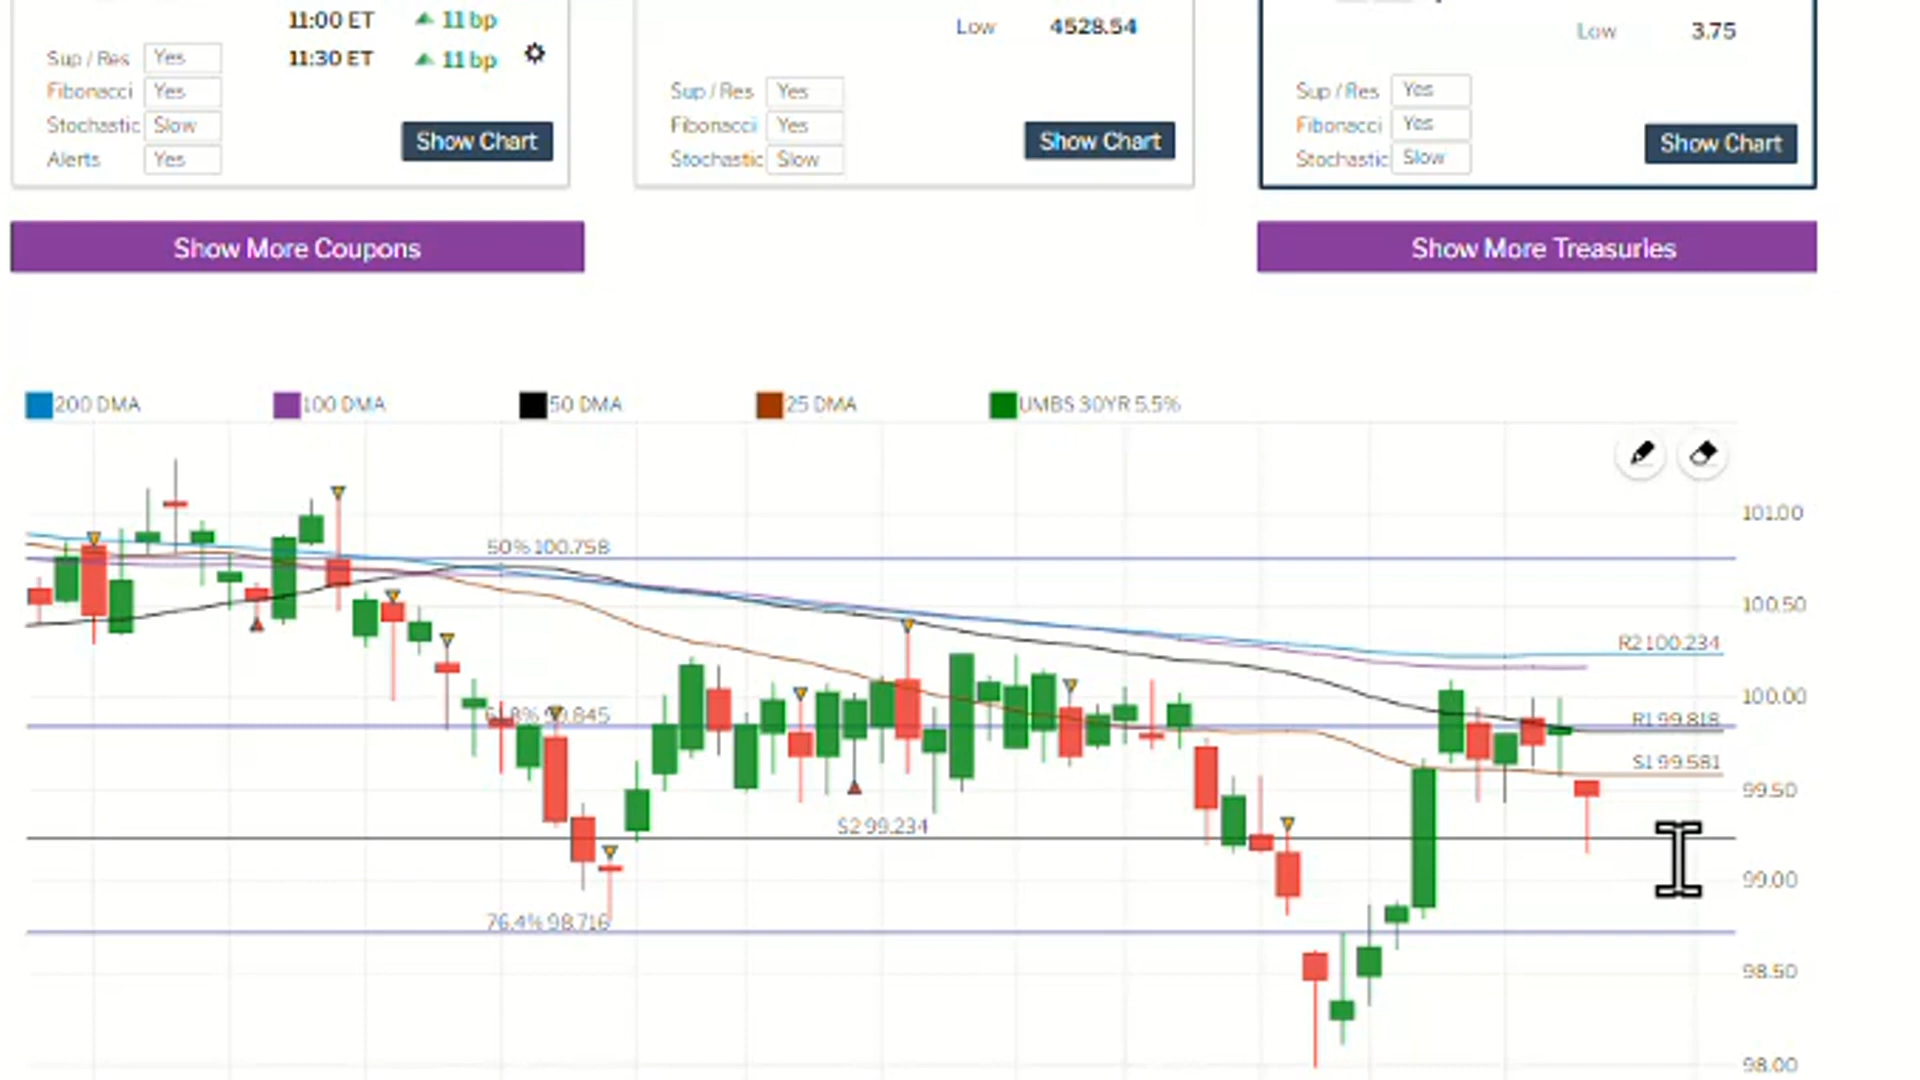 11:00 ET 11 bp
11:30 ET 11 bp
Sup / Res Yes
Fibonacci Yes
Stochastic Slow
Alerts Yes
Show Chart
Low 4528.54
Sup / Res Yes
Fibonacci Yes
Stochastic Slow
Show Chart
Low 3.75
Sup / Res Yes
Fibonacci Yes
Stochastic Slow
Show Chart
Show More Coupons
Show More Treasuries
200 DMA
100 DMA
50 DMA
25 DMA
UMBS 30YR 5.5%
50% 100.758
61.8% 99.845
76.4% 98.716
S2 99.234
R2 100.234
R1 99.818
S1 99.581
101.00
100.50
100.00
99.50
99.00
98.50
98.00